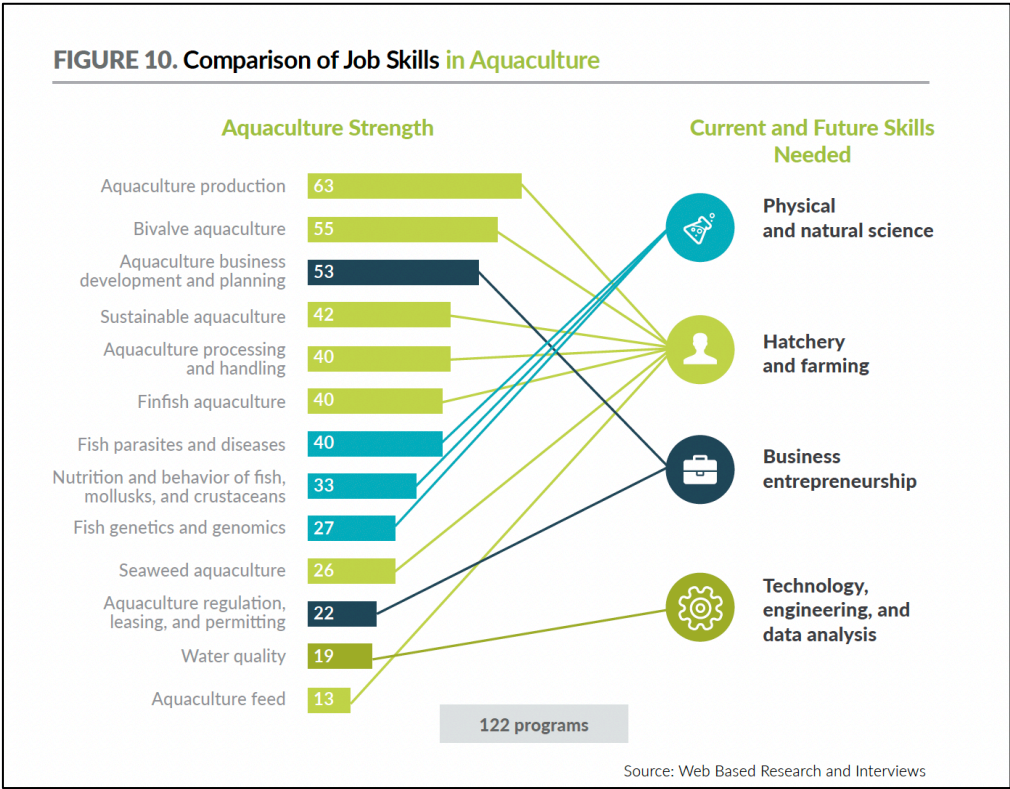 FIGURE 10. Comparison of Job Skills in Aquaculture
Aquaculture Strength
Current and Future Skills
Needed
Aquaculture production
63
Bivalve aquaculture
55
Aquaculture business
development and planning
53
Sustainable aquaculture
42
Aquaculture processing
and handling
40
Finfish aquaculture
40
Fish parasites and diseases
40
Nutrition and behavior of fish,
mollusks, and crustaceans
33
Fish genetics and genomics
27
Seaweed aquaculture
26
Aquaculture regulation,
leasing, and permitting
22
Water quality
19
Aquaculture feed
13
Physical
and natural science
Hatchery
and farming
Business
entrepreneurship
Technology,
engineering, and
data analysis
122 programs
Source: Web Based Research and Interviews